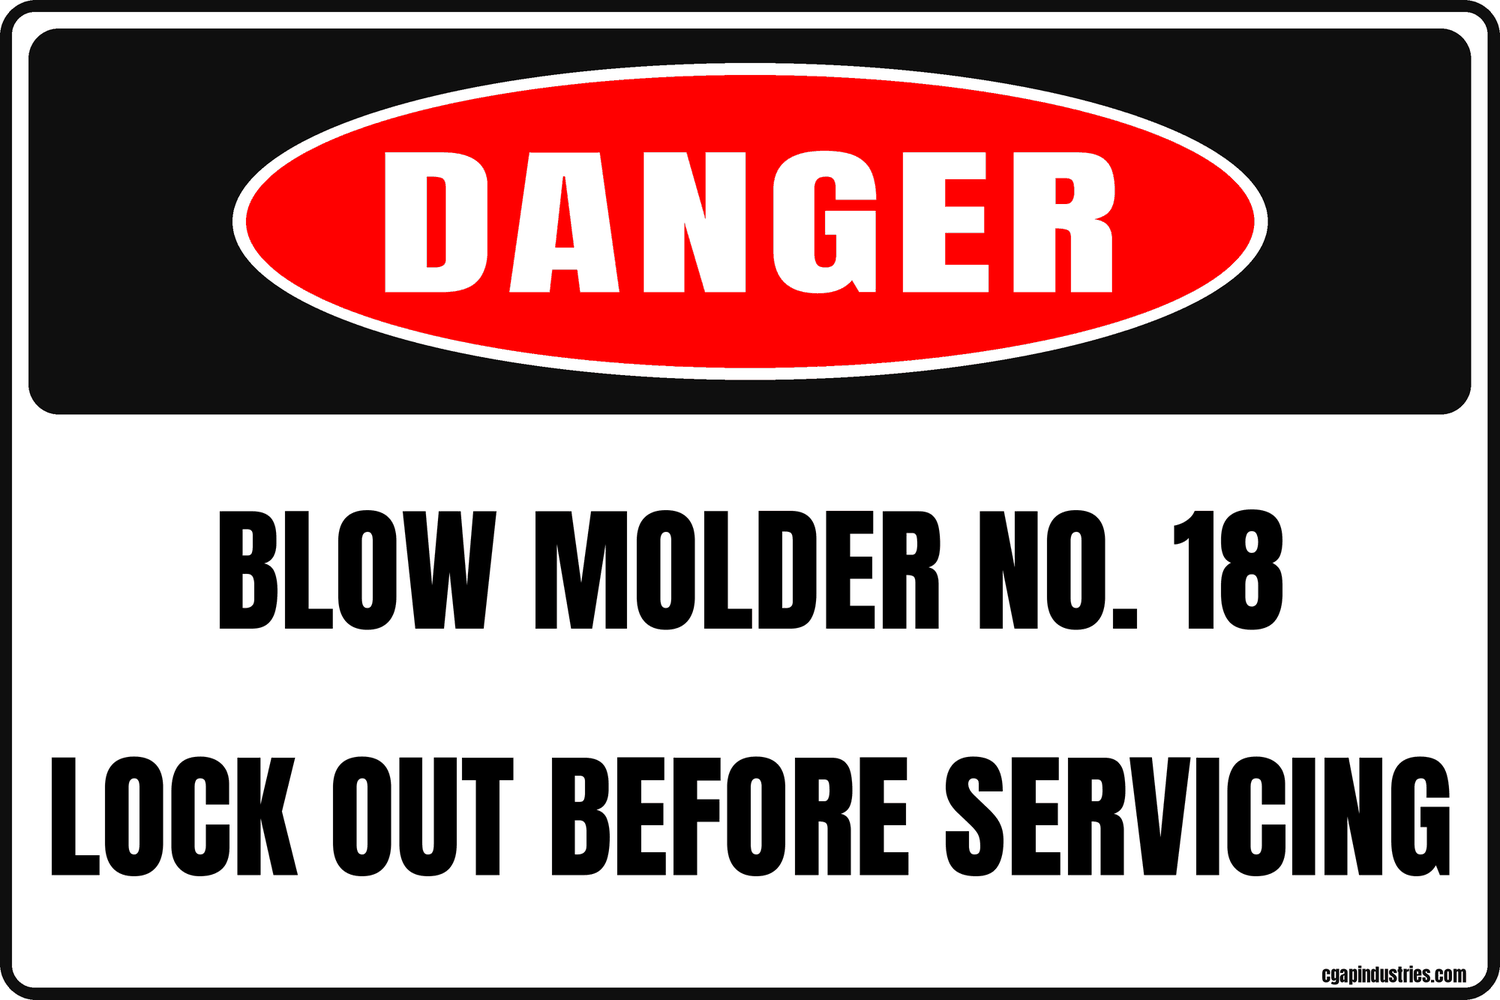 DANGER
BLOW MOLDER NO. 18
LOCK OUT BEFORE SERVICING
cgapindustries.com